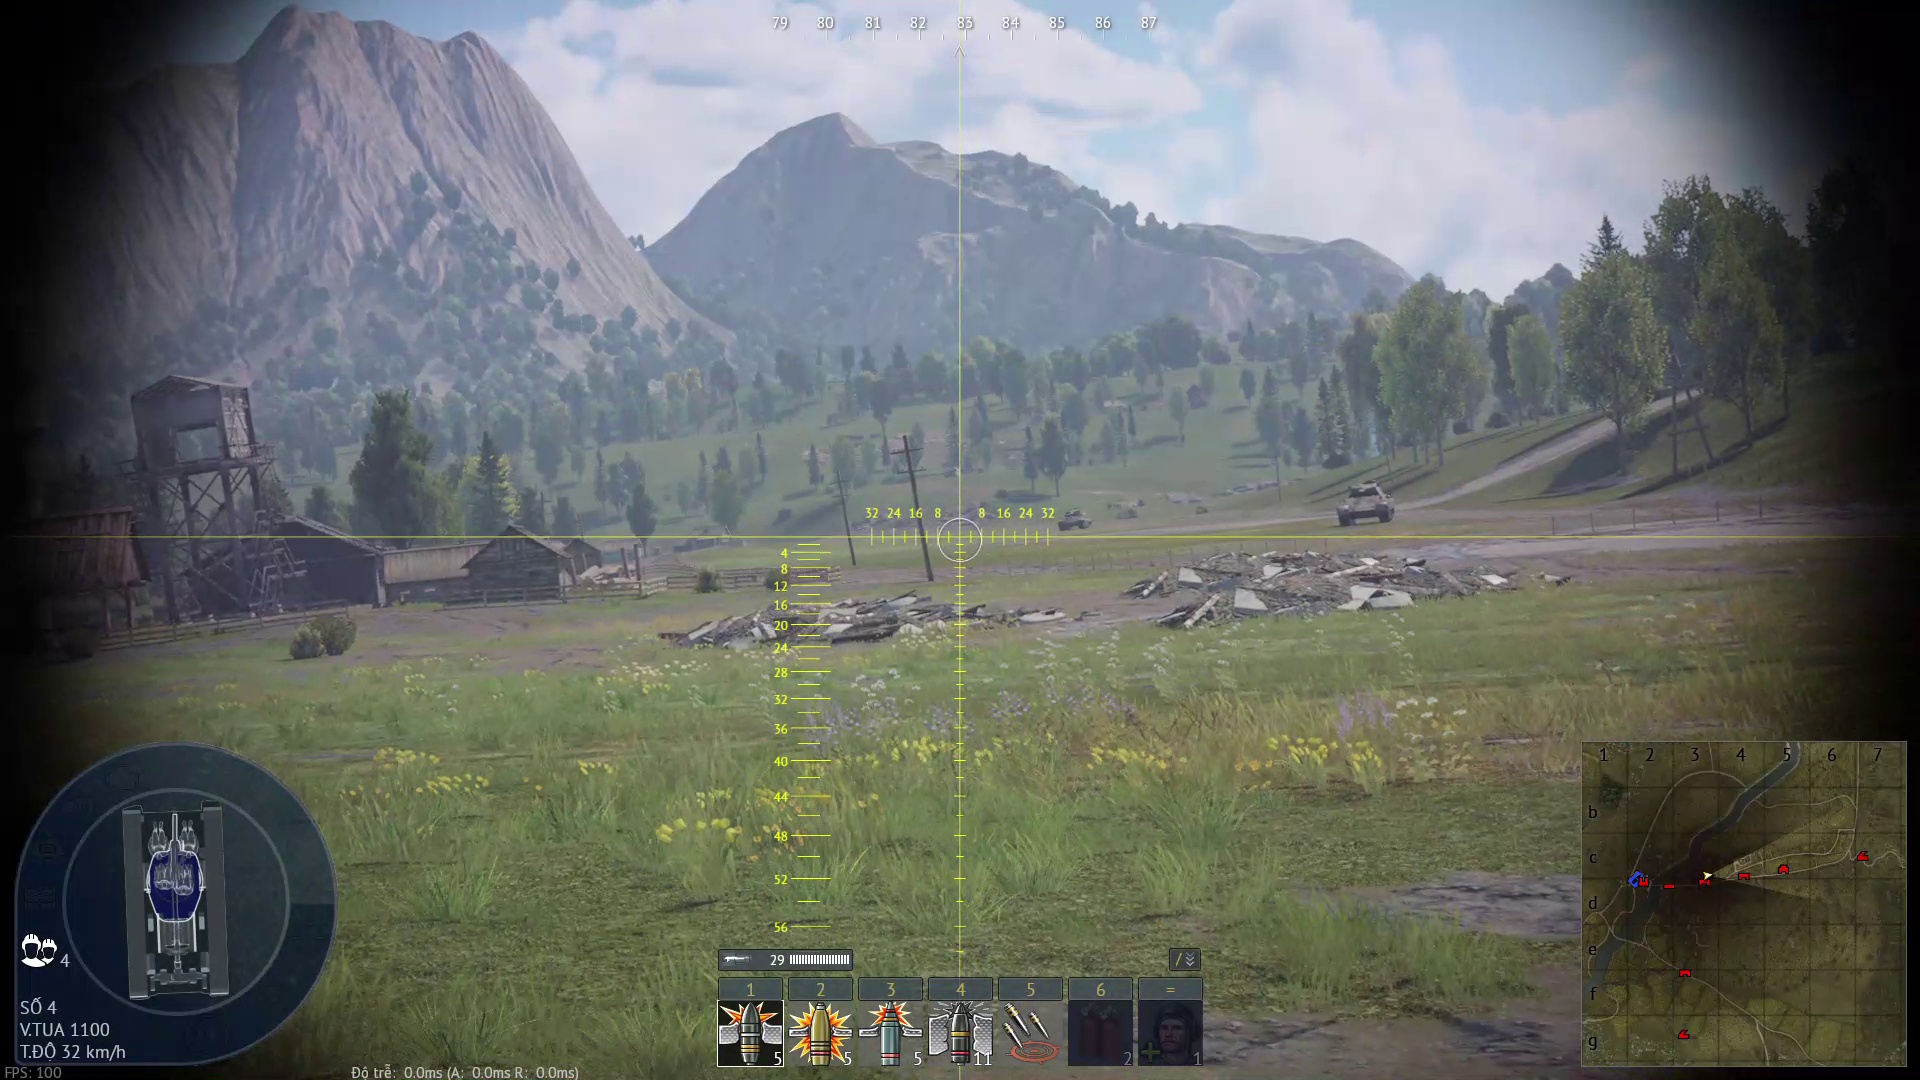 79 80 81 82 83 84 85 86 87
32 24 16 8 8 16 24 32
4
8
12
16
20
24
28
32
36
40
44
48
52
56
1 2 3 4 5 6 7
b
c
d
e
f
g
4
SỐ 4
V.TUA 1100
T.ĐỘ 32 km/h
FPS: 100
Độ trễ: 0.0ms (A: 0.0ms R: 0.0ms)
29
1 2 3 4 5 6 =
5 5 5 11 2 1